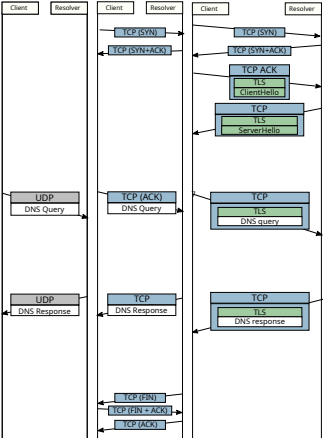 Client
Resolver
UDP
DNS Query
UDP
DNS Response
Client
Resolver
TCP (SYN)
TCP (SYN+ACK)
TCP (ACK)
DNS Query
TCP
DNS Response
TCP (FIN)
TCP (FIN + ACK)
TCP (ACK)
Client
Resolver
TCP (SYN)
TCP (SYN+ACK)
TCP ACK
TLS
ClientHello
TCP
TLS
ServerHello
TCP
TLS
DNS query
TCP
TLS
DNS response